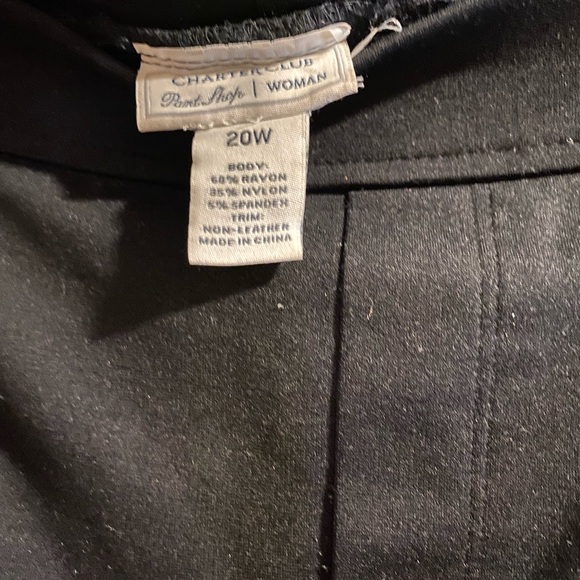 CHARTER CLUB
Pant Shop | WOMAN
20W
BODY:
60% RAYON
35% NYLON
5% SPANDEX
TRIM:
NON-LEATHER
MADE IN CHINA